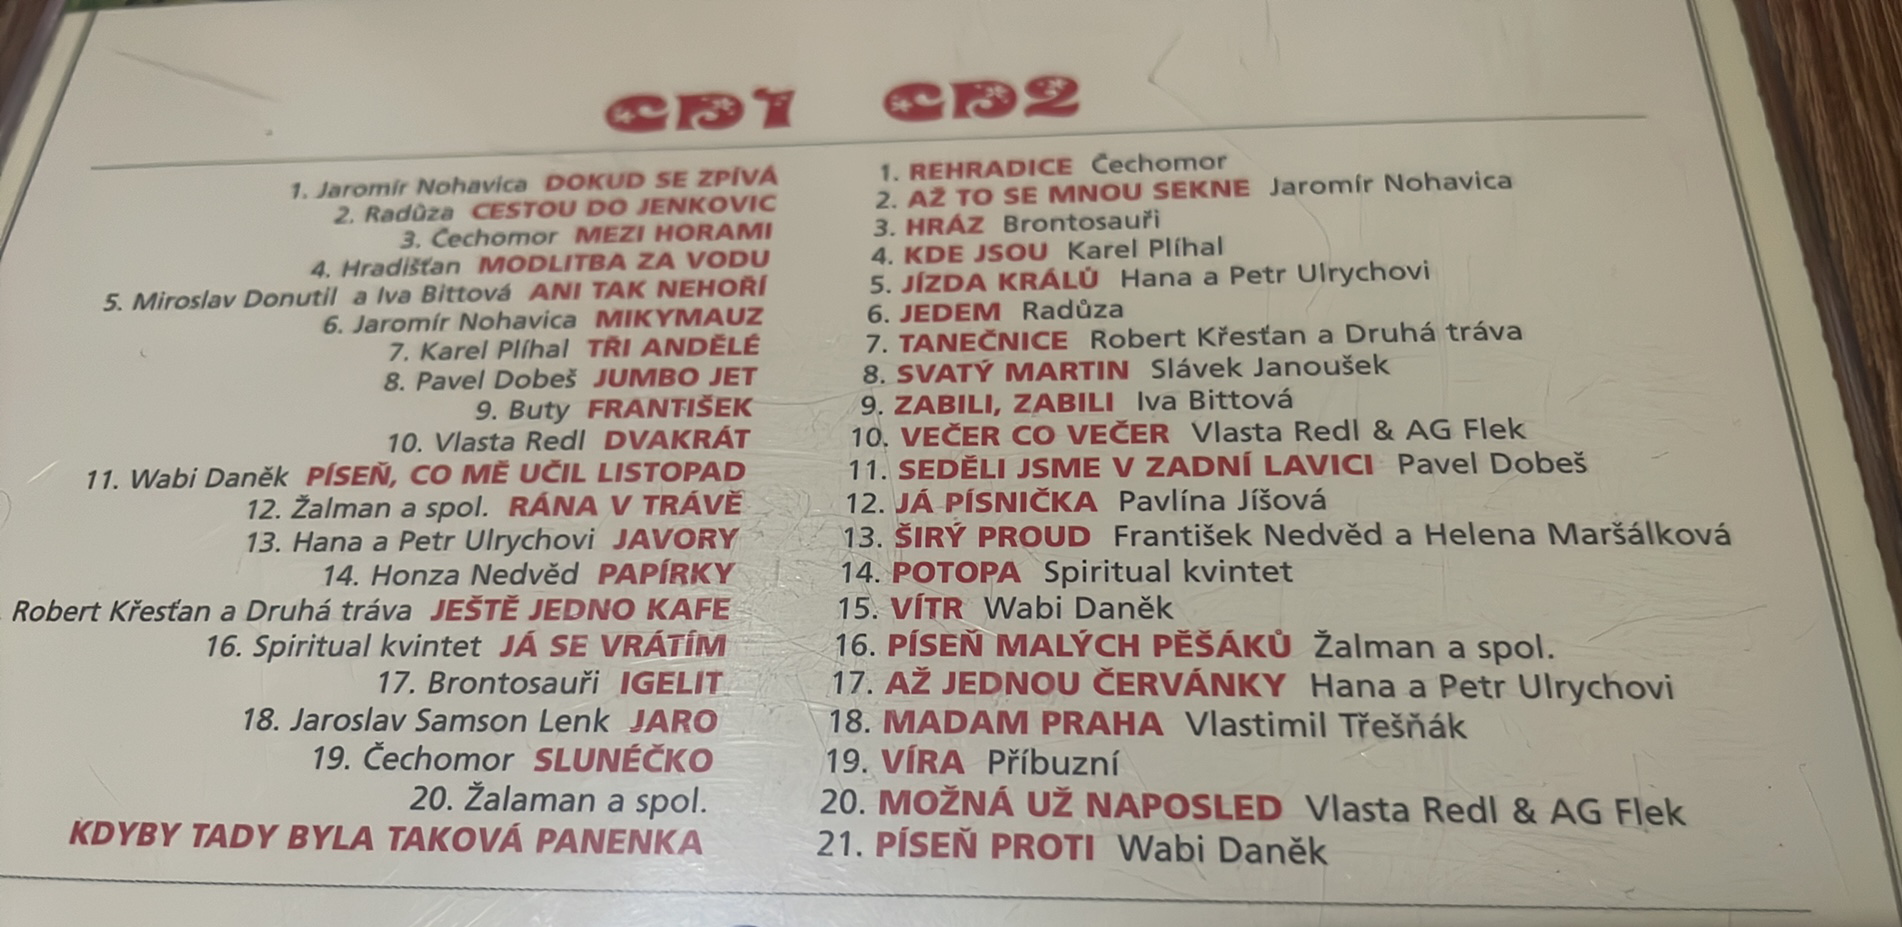 CD1
1. Jaromír Nohavica DOKUD SE ZPÍVÁ
2. Radůza CESTOU DO JENKOVIC
3. Čechomor MEZI HORAMI
4. Hradišťan MODLITBA ZA VODU
5. Miroslav Donutil a Iva Bittová ANI TAK NEHOŘÍ
6. Jaromír Nohavica MIKYMAUZ
7. Karel Plíhal TŘI ANDĚLÉ
8. Pavel Dobeš JUMBO JET
9. Buty FRANTIŠEK
10. Vlasta Redl DVAKRÁT
11. Wabi Daněk PÍSEŇ, CO MĚ UČIL LISTOPAD
12. Žalman a spol. RÁNA V TRÁVĚ
13. Hana a Petr Ulrychovi JAVORY
14. Honza Nedvěd PAPÍRKY
Robert Křesťan a Druhá tráva JEŠTĚ JEDNO KAFE
16. Spiritual kvintet JÁ SE VRÁTÍM
17. Brontosauři IGELIT
18. Jaroslav Samson Lenk JARO
19. Čechomor SLUNÉČKO
20. Žalaman a spol.
KDYBY TADY BYLA TAKOVÁ PANENKA
CD2
1. REHRADICE Čechomor
2. AŽ TO SE MNOU SEKNE Jaromír Nohavica
3. HRÁZ Brontosauři
4. KDE JSOU Karel Plíhal
5. JÍZDA KRÁLŮ Hana a Petr Ulrychovi
6. JEDEM Radůza
7. TANEČNICE Robert Křesťan a Druhá tráva
8. SVATÝ MARTIN Slávek Janoušek
9. ZABILI, ZABILI Iva Bittová
10. VEČER CO VEČER Vlasta Redl & AG Flek
11. SEDĚLI JSME V ZADNÍ LAVICI Pavel Dobeš
12. JÁ PÍSNIČKA Pavlína Jíšová
13. ŠIRÝ PROUD František Nedvěd a Helena Maršálková
14. POTOPA Spiritual kvintet
15. VÍTR Wabi Daněk
16. PÍSEŇ MALÝCH PĚŠÁKŮ Žalman a spol.
17. AŽ JEDNOU ČERVÁNKY Hana a Petr Ulrychovi
18. MADAM PRAHA Vlastimil Třešňák
19. VÍRA Příbuzní
20. MOŽNÁ UŽ NAPOSLED Vlasta Redl & AG Flek
21. PÍSEŇ PROTI Wabi Daněk